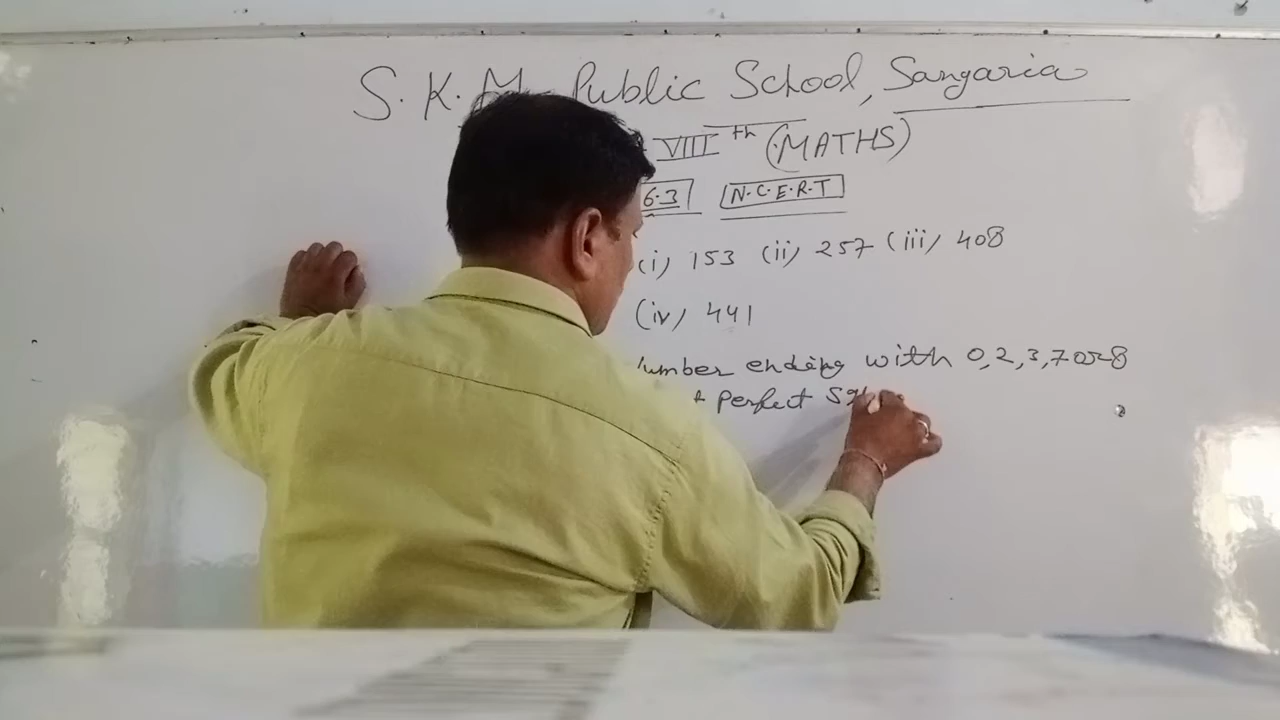 S. K. M. Public School, Sangaria
VIII th (MATHS)
6.3 N.C.E.R.T
(i) 153 (ii) 257 (iii) 408
(iv) 441
umber ending with 0,2,3,7 or 8
t perfect Sq